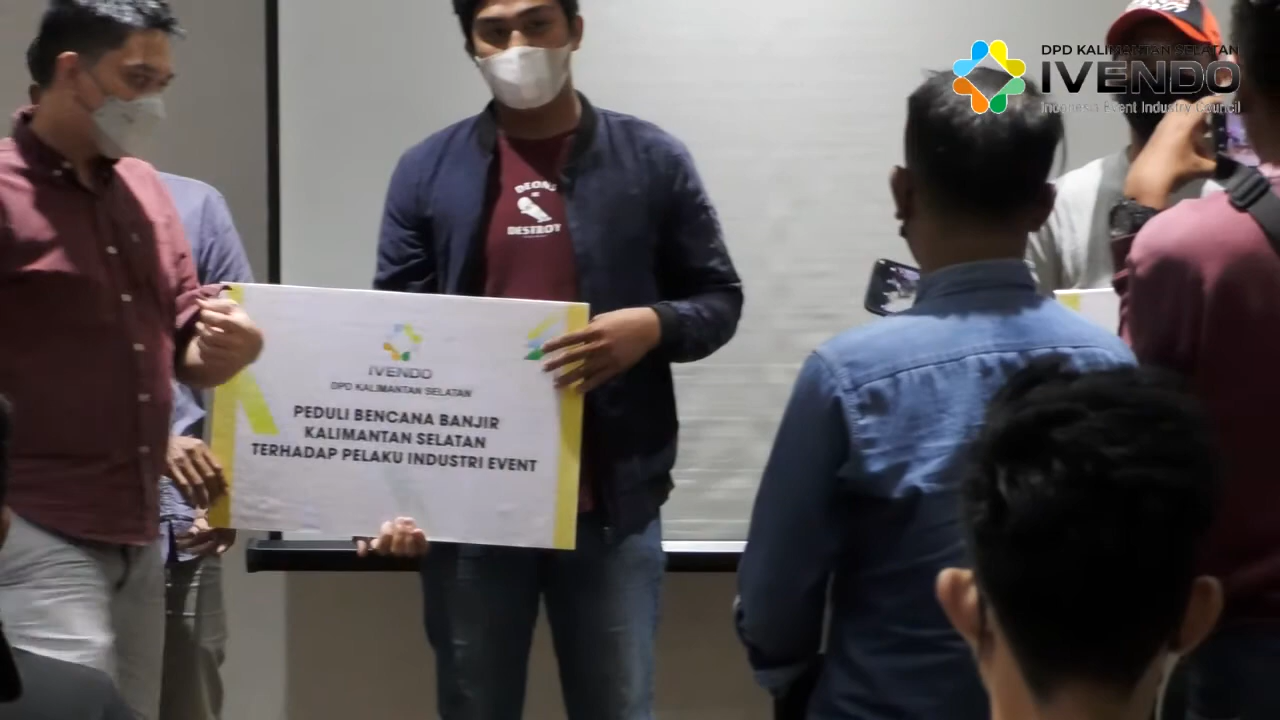 DPD KALIMANTAN SELATAN
IVENDO
Indonesia Event Industry Council
DEONS
DESTROY
IVENDO
DPD KALIMANTAN SELATAN
PEDULI BENCANA BANJIR
KALIMANTAN SELATAN
TERHADAP PELAKU INDUSTRI EVENT